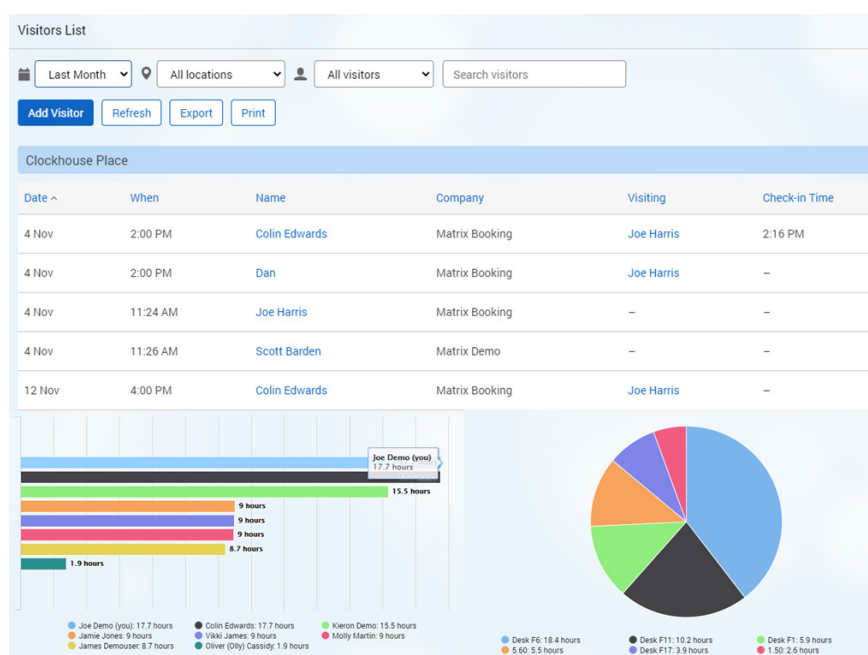 Visitors List
Last Month All locations All visitors Search visitors
Add Visitor Refresh Export Print
Clockhouse Place
Date When Name Company Visiting Check-in Time
4 Nov 2:00 PM Colin Edwards Matrix Booking Joe Harris 2:16 PM
4 Nov 2:00 PM Dan Matrix Booking Joe Harris –
4 Nov 11:24 AM Joe Harris Matrix Booking – –
4 Nov 11:26 AM Scott Barden Matrix Demo – –
12 Nov 4:00 PM Colin Edwards Matrix Booking Joe Harris –
Joe Demo (you)
17.7 hours
15.5 hours
9 hours
9 hours
9 hours
8.7 hours
1.9 hours
Joe Demo (you): 17.7 hours Colin Edwards: 17.7 hours Kieron Demo: 15.5 hours
Jamie Jones: 9 hours Vikki James: 9 hours Molly Martin: 9 hours
James Demouser: 8.7 hours Oliver (Olly) Cassidy: 1.9 hours
Desk F6: 18.4 hours Desk F11: 10.2 hours Desk F1: 5.9 hours
5.60: 5.5 hours Desk F17: 3.9 hours 1.50: 2.6 hours